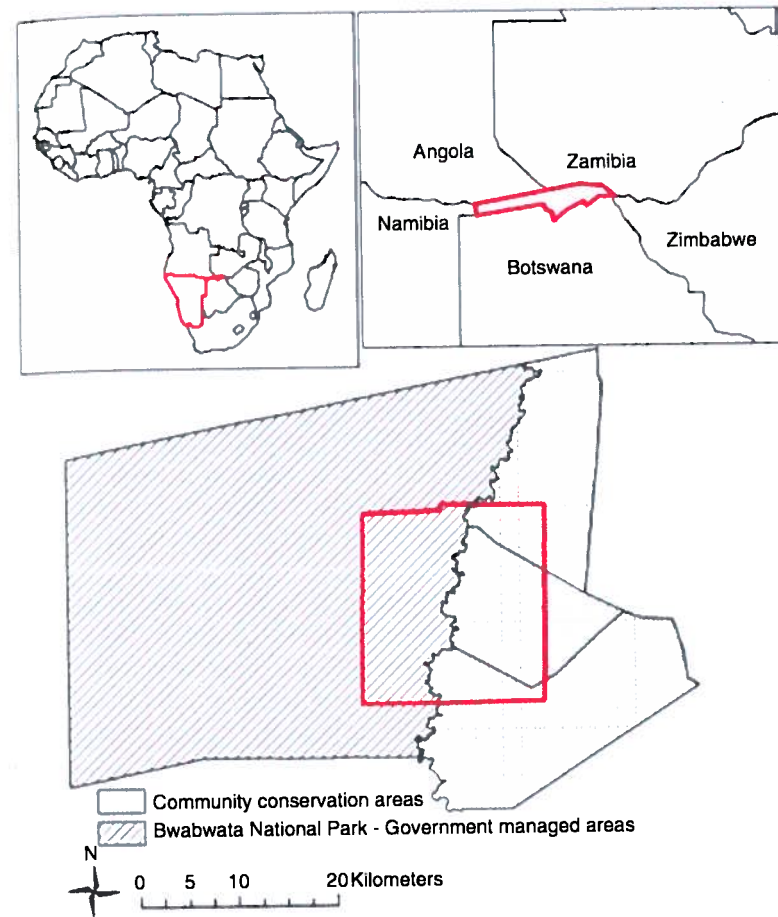 Angola
Zamibia
Namibia
Zimbabwe
Botswana
Community conservation areas
Bwabwata National Park - Government managed areas
N
0 5 10 20 Kilometers